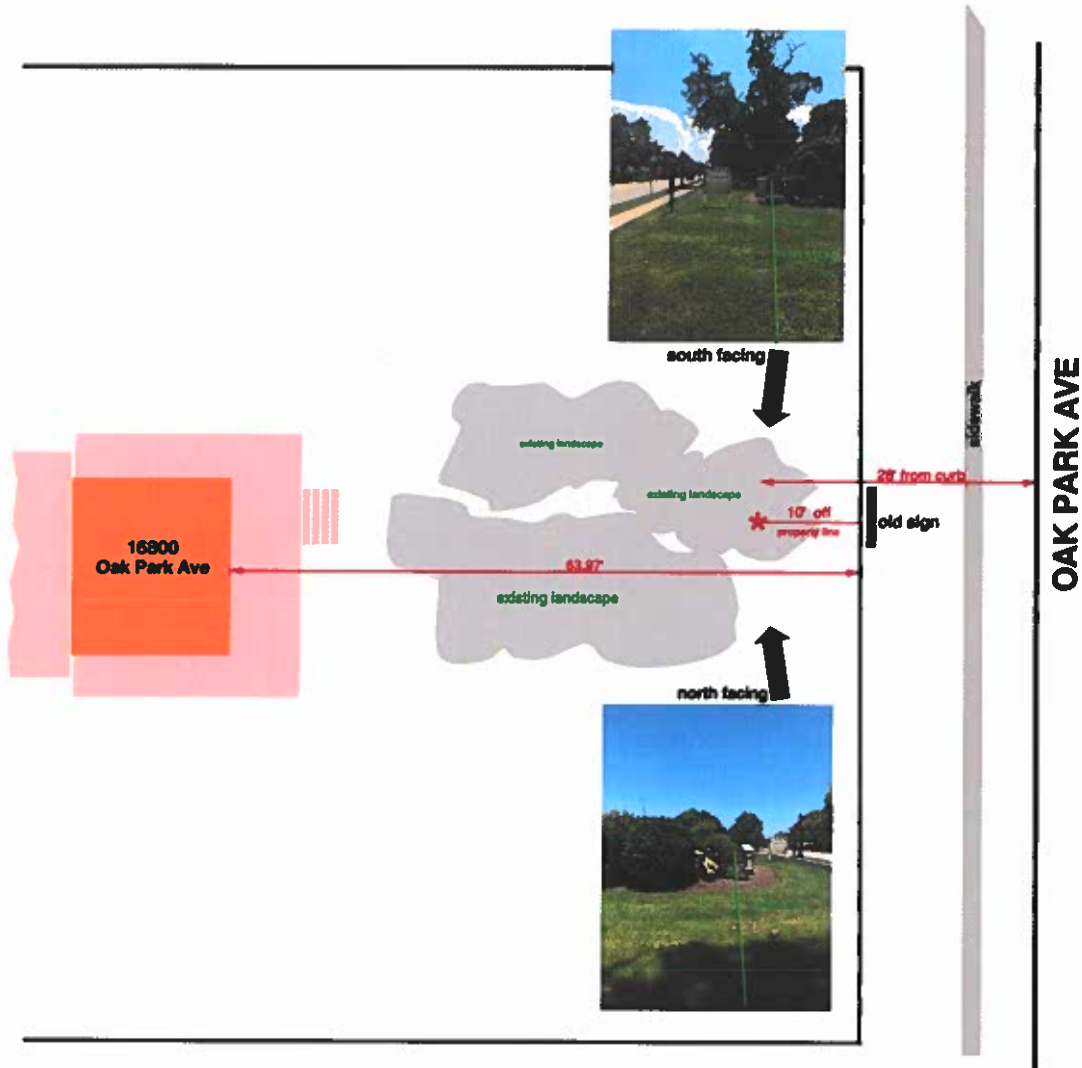 south facing
sidewalk
OAK PARK AVE
existing landscape
existing landscape
26' from curb
10' off
property line
old sign
16800
Oak Park Ave
63.97'
existing landscape
north facing